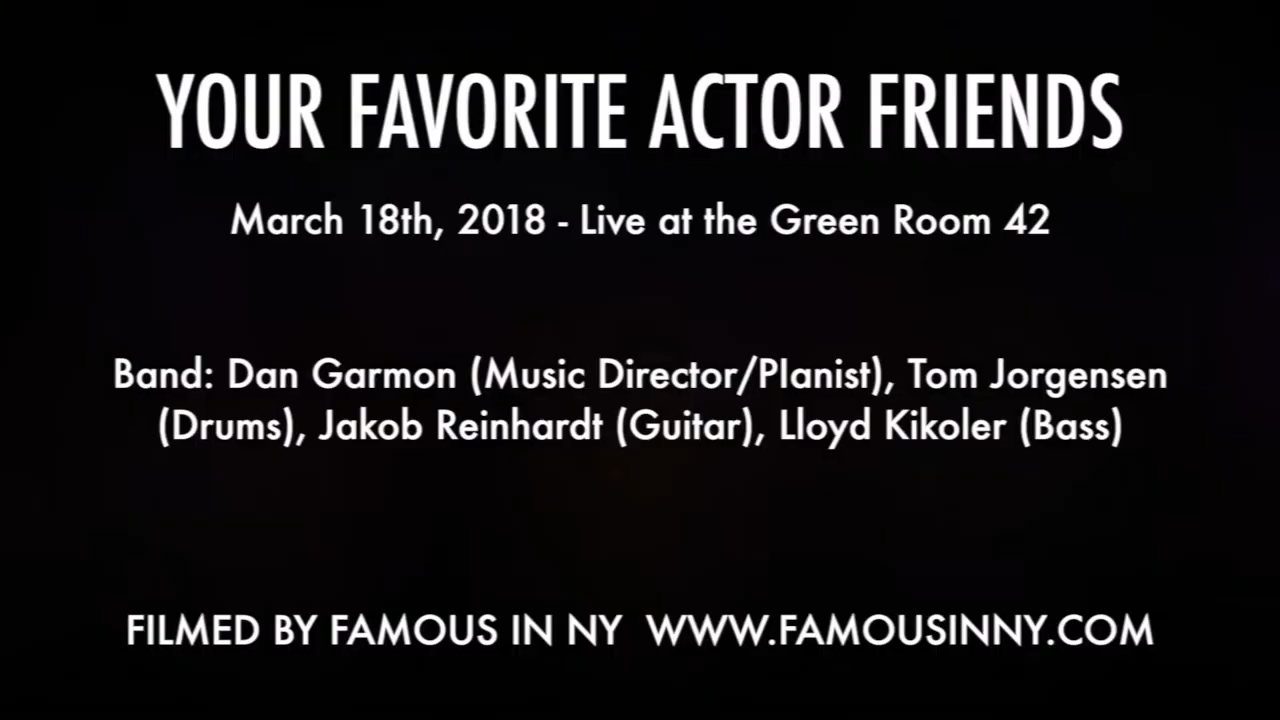 YOUR FAVORITE ACTOR FRIENDS
March 18th, 2018 - Live at the Green Room 42
Band: Dan Garmon (Music Director/PIanist), Tom Jorgensen
(Drums), Jakob Reinhardt (Guitar), Lloyd Kikoler (Bass)
FILMED BY FAMOUS IN NY WWW.FAMOUSINNY.COM